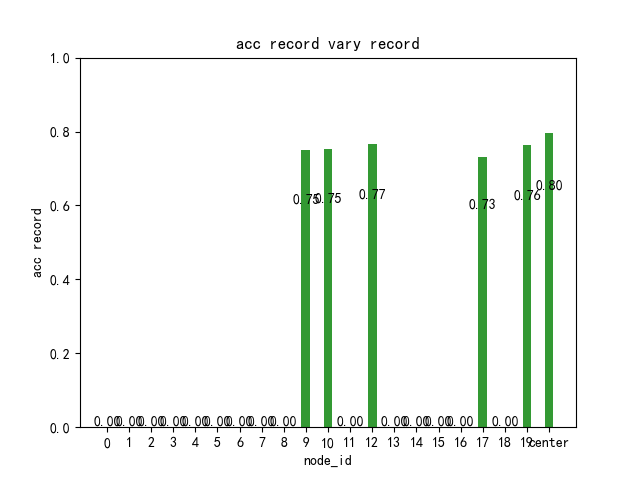 acc record vary record
1.0
0.8
0.6
0.4
0.2
0.0
acc record
0.75 0.75 0.77 0.73 0.76 0.80
0.00 0.00 0.00 0.00 0.00 0.00 0.00 0.00 0.00 0.00 0.00 0.00 0.00 0.00 0.00
0 1 2 3 4 5 6 7 8 9 10 11 12 13 14 15 16 17 18 19 center
node_id